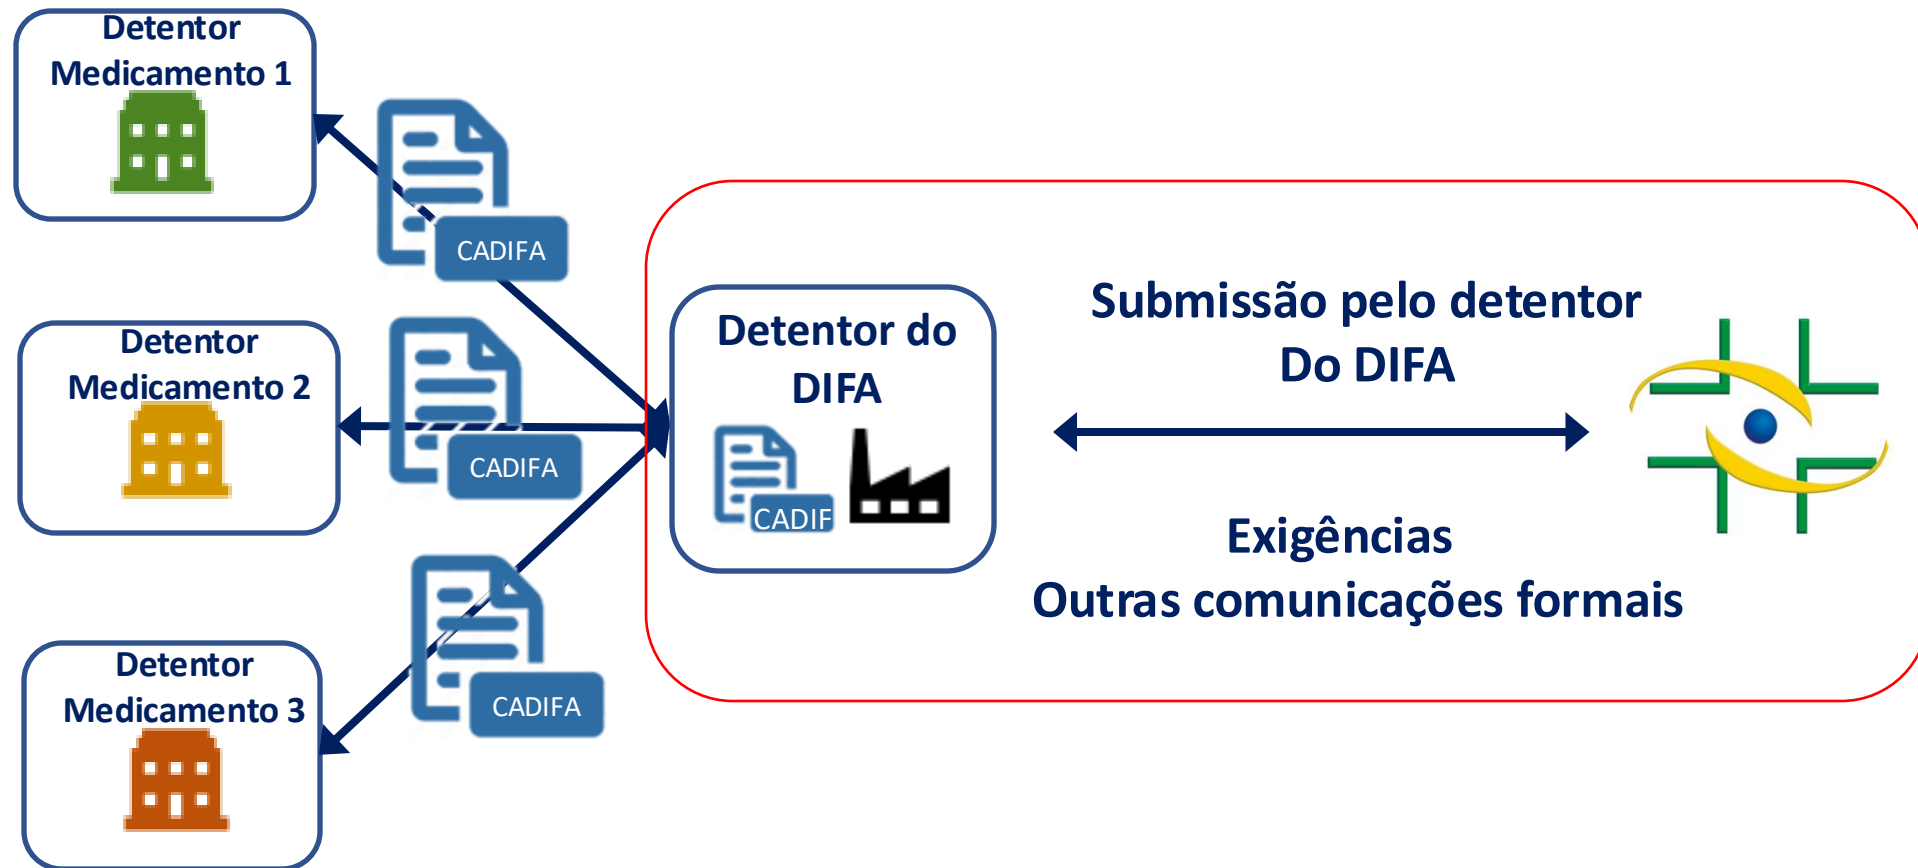 Detentor
Medicamento 1
CADIFA
Detentor
Medicamento 2
CADIFA
Detentor
Medicamento 3
CADIFA
Detentor do
DIFA
CADIF
Submissão pelo detentor
Do DIFA
Exigências
Outras comunicações formais